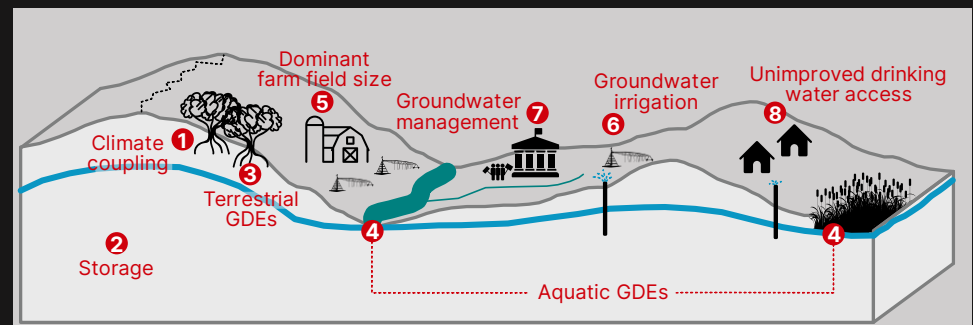 Dominant
farm field size
5
Groundwater
management
7
Groundwater
irrigation
6
Unimproved drinking
water access
8
Climate
coupling
1
3
Terrestrial
GDEs
2
Storage
4
4
Aquatic GDEs